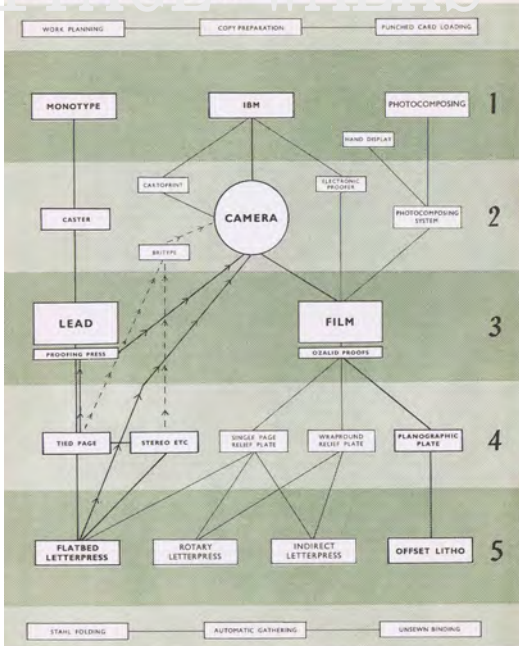 WORK PLANNING
COPY PREPARATION
PUNCHED CARD LOADING
MONOTYPE
IBM
PHOTOCOMPOSING
1
HAND DISPLAY
CARTOPRINT
ELECTRONIC
PROOFER
CASTER
CAMERA
PHOTOCOMPOSING
SYSTEM
2
BRITYPE
LEAD
FILM
3
PROOFING PRESS
OZALID PROOFS
TIED PAGE
STEREO ETC
SINGLE PAGE
RELIEF PLATE
WRAPROUND
RELIEF PLATE
PLANOGRAPHIC
PLATE
4
FLATBED
LETTERPRESS
ROTARY
LETTERPRESS
INDIRECT
LETTERPRESS
OFFSET LITHO
5
STAHL FOLDING
AUTOMATIC GATHERING
UNSEWN BINDING